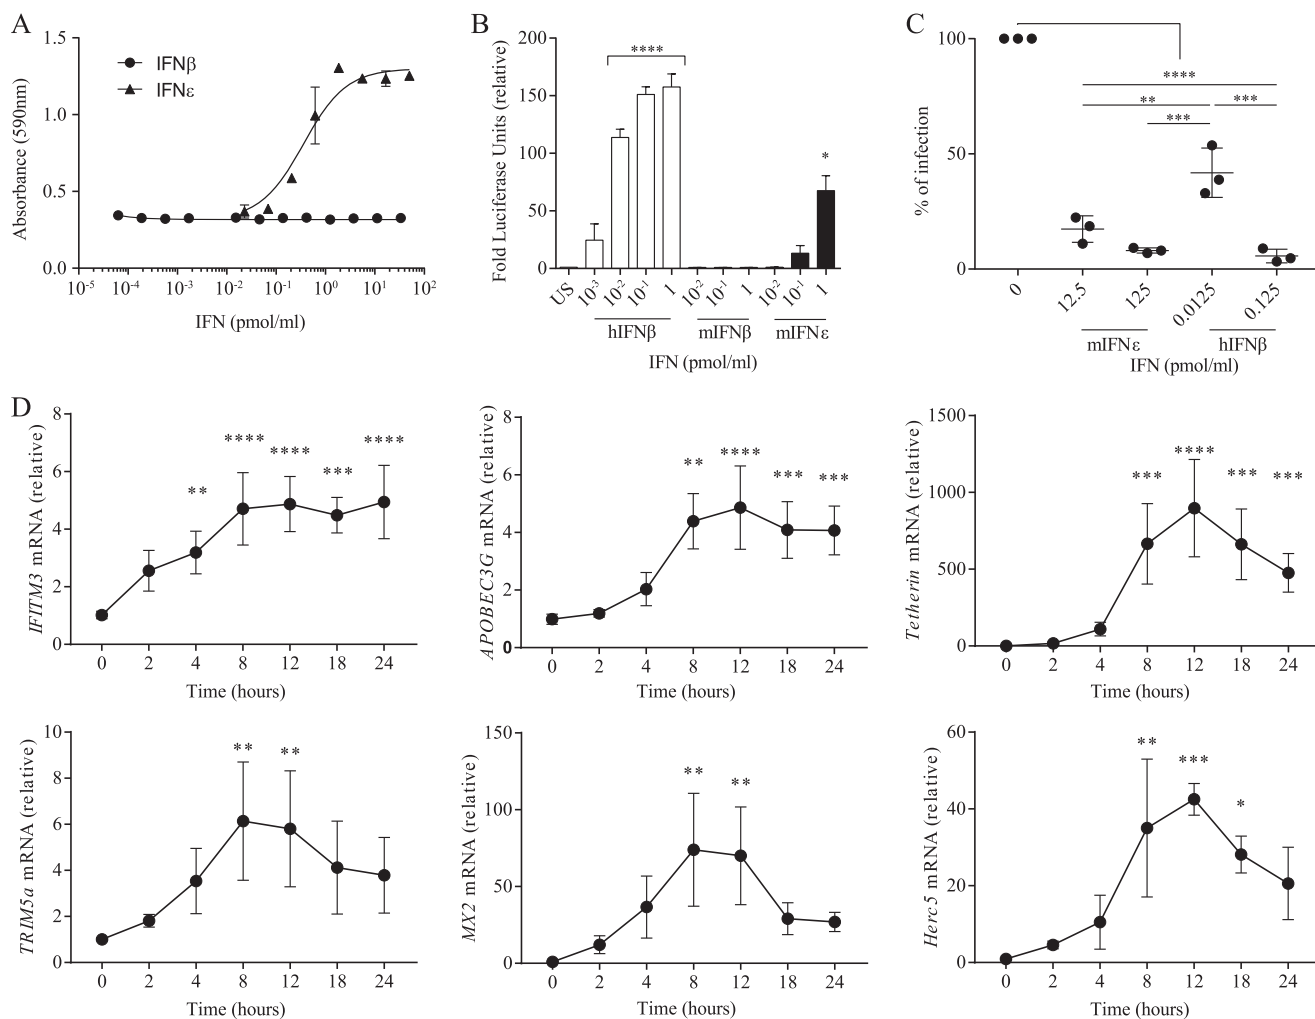 A
Absorbance (590nm)
1.5
1.0
0.5
0.0
IFNβ
IFNε
10-5 10-4 10-3 10-2 10-1 100 101 102
IFN (pmol/ml)
B
Fold Luciferase Units (relative)
200
150
100
50
0
****
*
US 10-3 10-2 10-1 1 10-2 10-1 1 10-2 10-1 1
hIFNβ mIFNβ mIFNε
IFN (pmol/ml)
C
% of infection
100
50
0
****
** ***
***
0 12.5 125 0.0125 0.125
mIFNε hIFNβ
IFN (pmol/ml)
D
IFITM3 mRNA (relative)
8
6
4
2
0
** **** **** *** ****
0 2 4 8 12 18 24
Time (hours)
APOBEC3G mRNA (relative)
8
6
4
2
0
** **** *** ***
0 2 4 8 12 18 24
Time (hours)
Tetherin mRNA (relative)
1500
1000
500
0
*** **** *** ***
0 2 4 8 12 18 24
Time (hours)
TRIM5a mRNA (relative)
10
8
6
4
2
0
** **
0 2 4 8 12 18 24
Time (hours)
MX2 mRNA (relative)
150
100
50
0
** **
0 2 4 8 12 18 24
Time (hours)
Herc5 mRNA (relative)
60
40
20
0
** *** *
0 2 4 8 12 18 24
Time (hours)